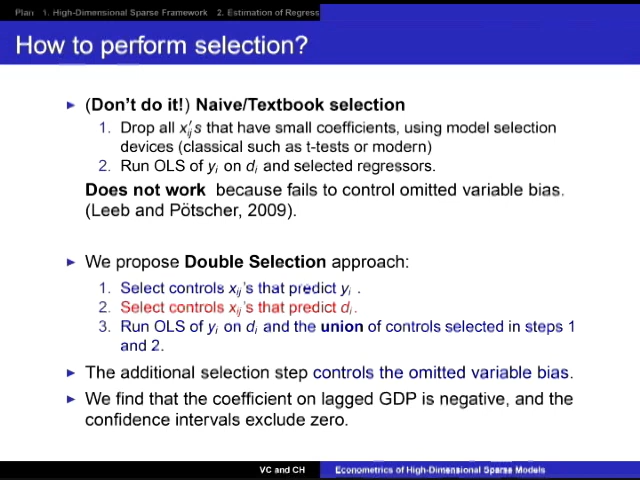 Plan 1. High-Dimensional Sparse Framework 2. Estimation of Regress
How to perform selection?
► (Don't do it!) Naive/Textbook selection
1. Drop all x′ij s that have small coefficients, using model selection
devices (classical such as t-tests or modern)
2. Run OLS of yi on di and selected regressors.
Does not work because fails to control omitted variable bias.
(Leeb and Pötscher, 2009).
► We propose Double Selection approach:
1. Select controls xij's that predict yi .
2. Select controls xij's that predict di.
3. Run OLS of yi on di and the union of controls selected in steps 1
and 2.
► The additional selection step controls the omitted variable bias.
► We find that the coefficient on lagged GDP is negative, and the
confidence intervals exclude zero.
VC and CH Econometrics of High-Dimensional Sparse Models